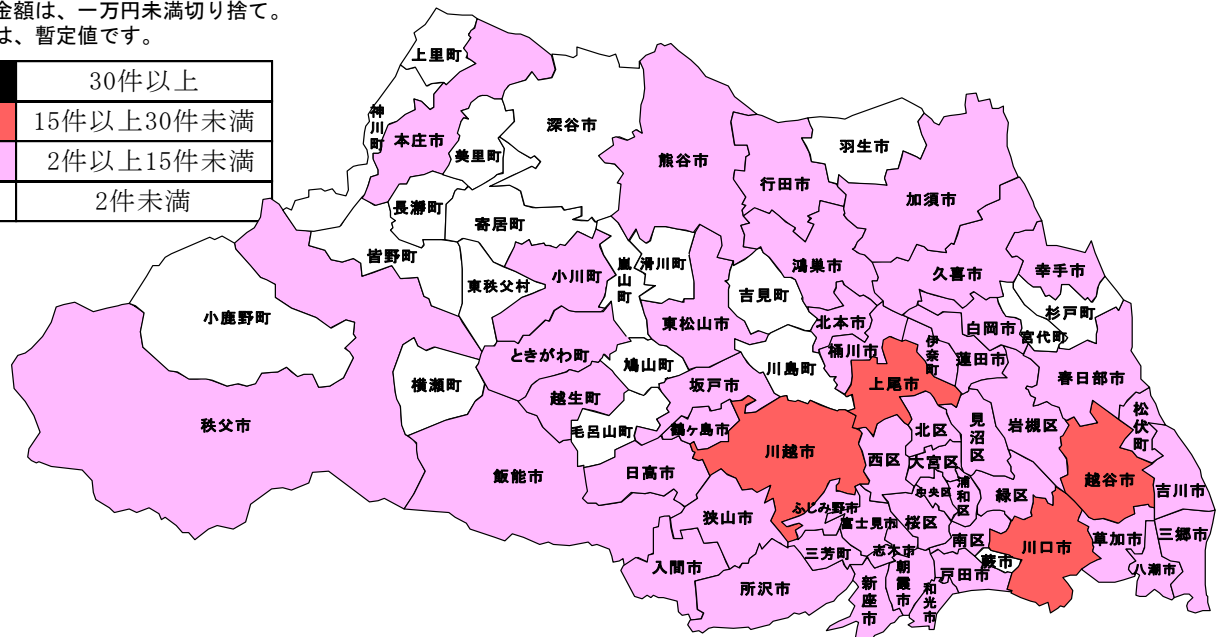 金額は、一万円未満切り捨て。
は、暫定値です。
30件以上
15件以上30件未満
2件以上15件未満
2件未満
上里町
神川町
本庄市
美里町
深谷市
熊谷市
行田市
羽生市
加須市
長瀞町
寄居町
皆野町
東秩父村
小川町
嵐山町
滑川町
吉見町
鴻巣市
久喜市
幸手市
杉戸町
宮代町
白岡市
小鹿野町
東松山市
北本市
桶川市
伊奈町
蓮田市
ときがわ町
鳩山町
川島町
上尾市
春日部市
横瀬町
越生町
坂戸市
松伏町
秩父市
毛呂山町
鶴ヶ島市
北区
見沼区
岩槻区
飯能市
日高市
川越市
西区
大宮区
越谷市
吉川市
中央区
浦和区
緑区
狭山市
ふじみ野市
富士見市
桜区
南区
川口市
草加市
三郷市
入間市
三芳町
志木市
蕨市
八潮市
所沢市
新座市
朝霞市
和光市
戸田市